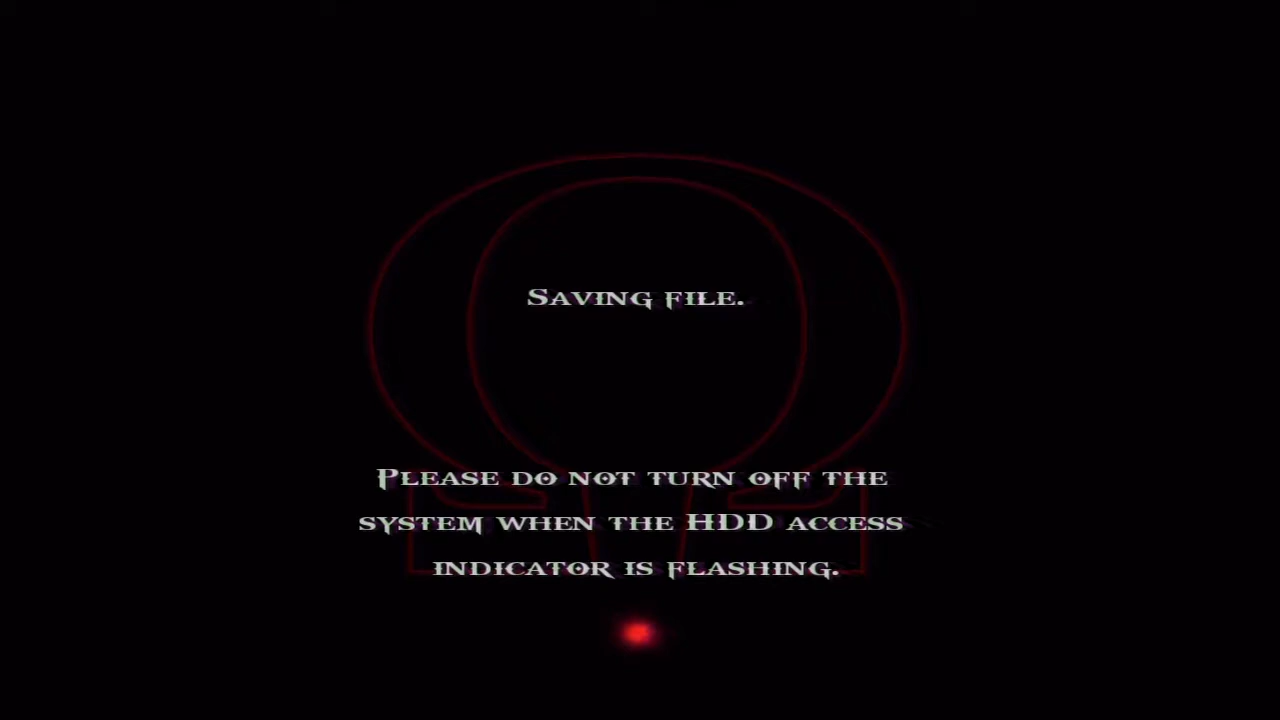 Saving file.
Please do not turn off the
system when the HDD access
indicator is flashing.